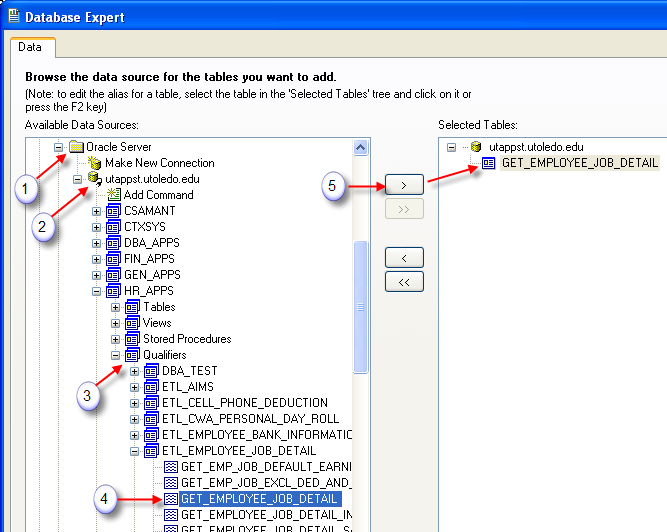 Database Expert
Data
Browse the data source for the tables you want to add.
(Note: to edit the alias for a table, select the table in the 'Selected Tables' tree and click on it or
press the F2 key)
Available Data Sources:
Selected Tables:
Oracle Server
Make New Connection
utappst.utoledo.edu
Add Command
CSAMANT
CTXSYS
DBA_APPS
FIN_APPS
GEN_APPS
HR_APPS
Tables
Views
Stored Procedures
Qualifiers
DBA_TEST
ETL_AIMS
ETL_CELL_PHONE_DEDUCTION
ETL_CWA_PERSONAL_DAY_ROLL
ETL_EMPLOYEE_BANK_INFORMATIO
ETL_EMPLOYEE_JOB_DETAIL
GET_EMP_JOB_DEFAULT_EARNI
GET_EMP_JOB_EXCL_DED_AND_
GET_EMPLOYEE_JOB_DETAIL
GET_EMPLOYEE_JOB_DETAIL_IN
GET_EMPLOYEE_JOB_DETAIL_SA
1
2
3
4
5
>
>>
<
<<
utappst.utoledo.edu
GET_EMPLOYEE_JOB_DETAIL